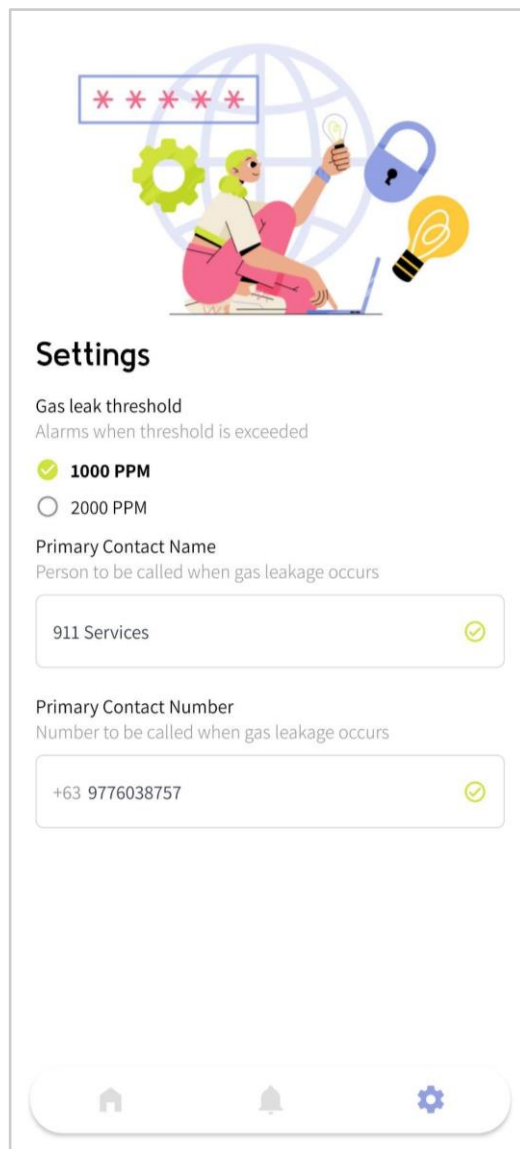 * * * * *
Settings
Gas leak threshold
Alarms when threshold is exceeded
1000 PPM
2000 PPM
Primary Contact Name
Person to be called when gas leakage occurs
911 Services
Primary Contact Number
Number to be called when gas leakage occurs
+63 9776038757